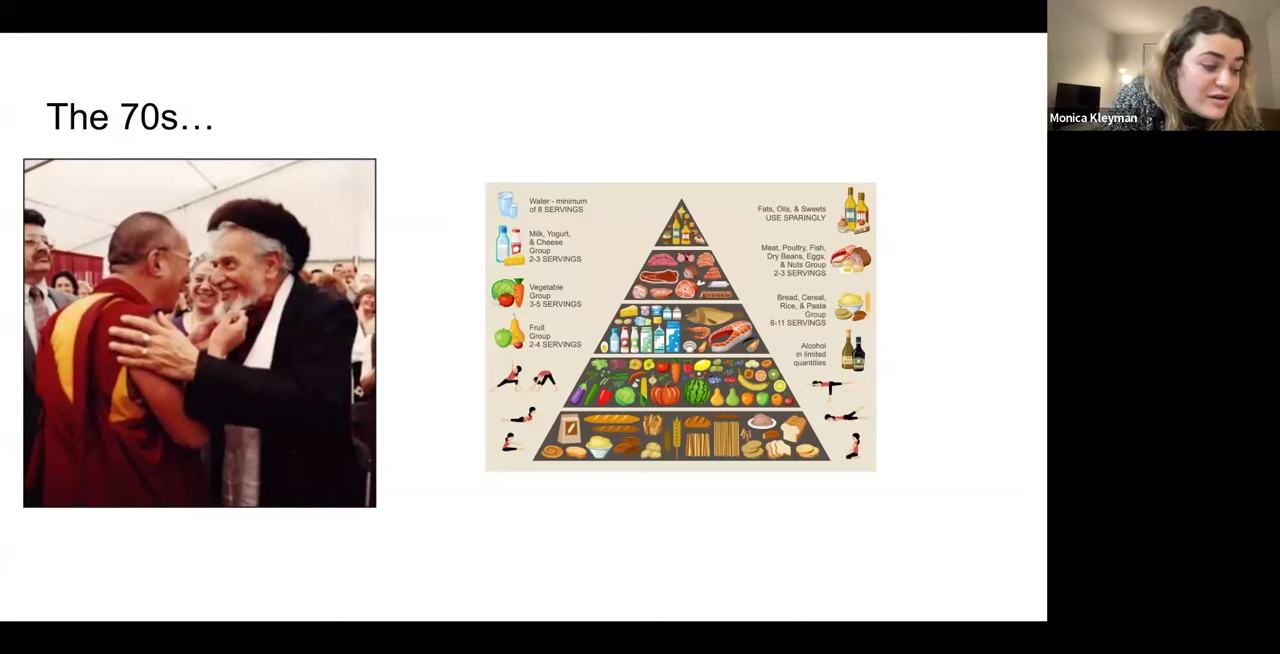 The 70s...
Water - minimum
of 8 SERVINGS
Milk, Yogurt,
& Cheese
Group
2-3 SERVINGS
Vegetable
Group
3-5 SERVINGS
Fruit
Group
2-4 SERVINGS
Fats, Oils, & Sweets
USE SPARINGLY
Meat, Poultry, Fish,
Dry Beans, Eggs,
& Nuts Group
2-3 SERVINGS
Bread, Cereal,
Rice, & Pasta
Group
6-11 SERVINGS
Alcohol
in limited
quantities
OIL
Monica Kleyman